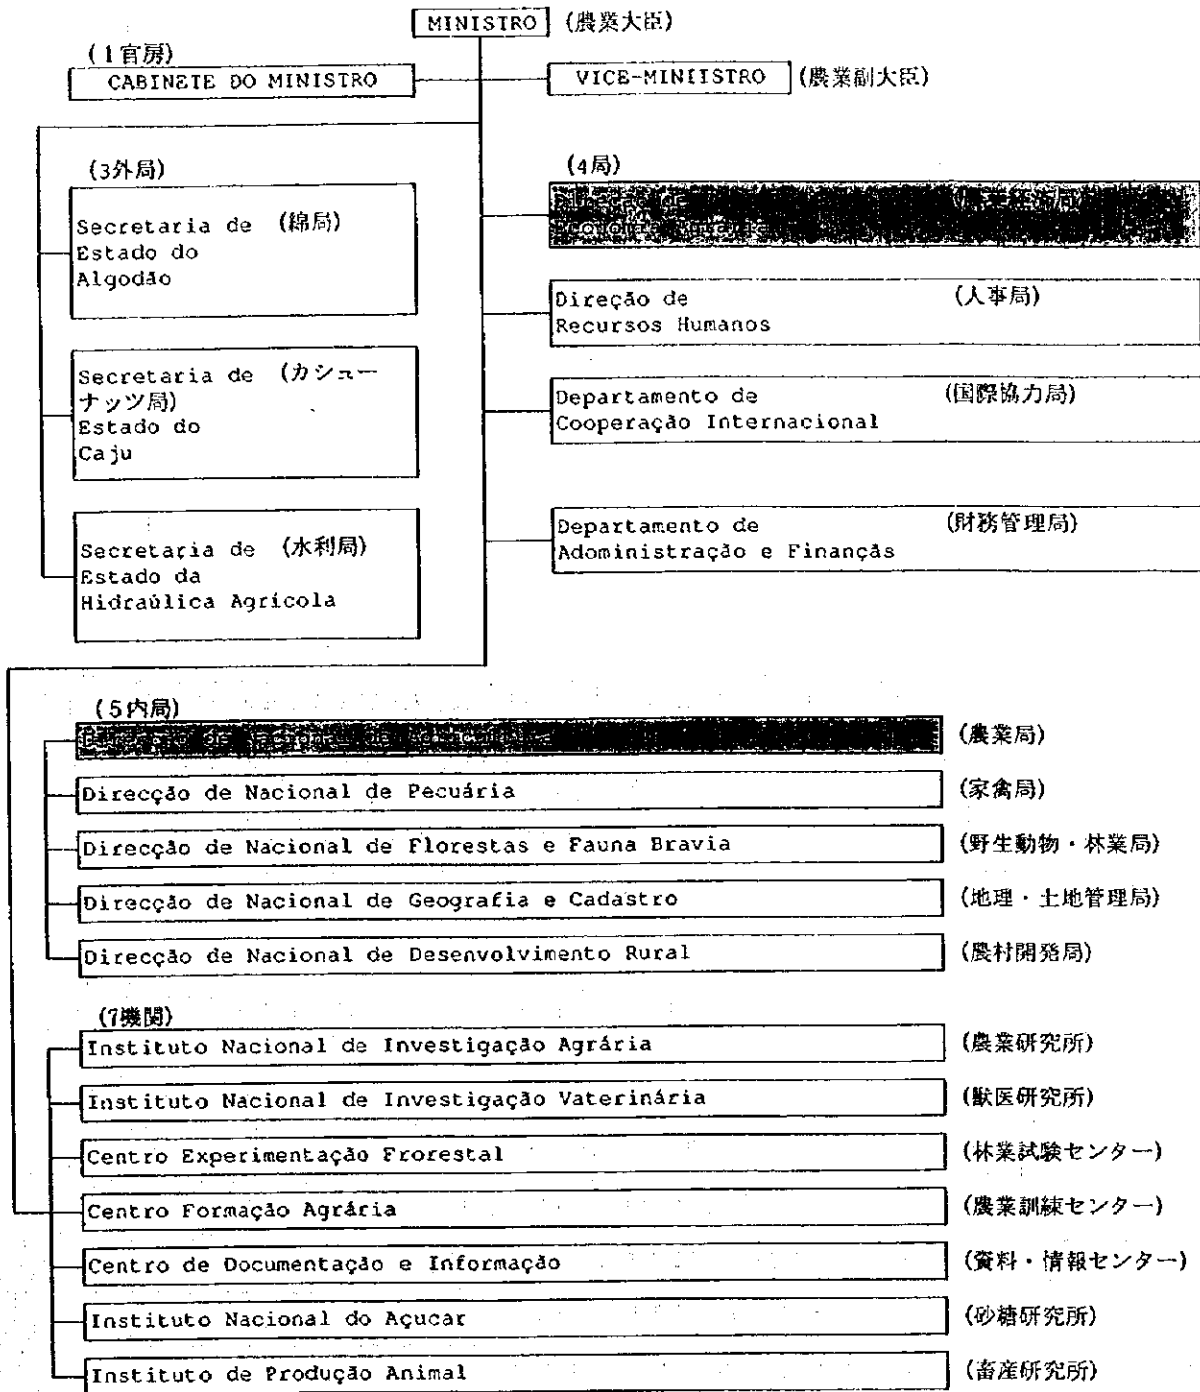 MINISTRO (農業大臣)
(1官房)
CABINETE DO MINISTRO
VICE-MINIISTRO (農業副大臣)
(3外局)
Secretaria de (綿局)
Estado do
Algodão
Secretaria de (カシュー
ナッツ局)
Estado do
Caju
Secretaria de (水利局)
Estado da
Hidraúlica Agrícola
(4局)
Direção de
Recursos Humanos (人事局)
Departamento de (国際協力局)
Cooperação Internacional
Departamento de (財務管理局)
Adoministração e Finançãs
(5内局)
(農業局)
Direcção de Nacional de Pecuária (家禽局)
Direcção de Nacional de Florestas e Fauna Bravia (野生動物・林業局)
Direcção de Nacional de Geografia e Cadastro (地理・土地管理局)
Direcção de Nacional de Desenvolvimento Rural (農村開発局)
(7機関)
Instituto Nacional de Investigação Agrária (農業研究所)
Instituto Nacional de Investigação Vaterinária (獣医研究所)
Centro Experimentação Frorestal (林業試験センター)
Centro Formação Agrária (農業訓練センター)
Centro de Documentação e Informação (資料・情報センター)
Instituto Nacional do Açucar (砂糖研究所)
Instituto de Produção Animal (畜産研究所)